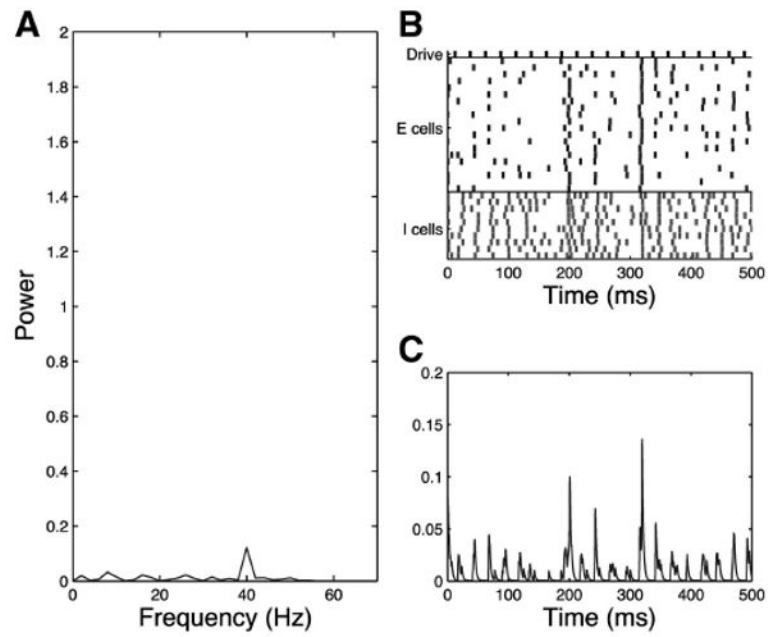 A
2
1.8
1.6
1.4
1.2
1
0.8
0.6
0.4
0.2
0
Power
0 20 40 60
Frequency (Hz)
B
Drive
E cells
I cells
0 100 200 300 400 500
Time (ms)
C
0.2
0.15
0.1
0.05
0
0 100 200 300 400 500
Time (ms)